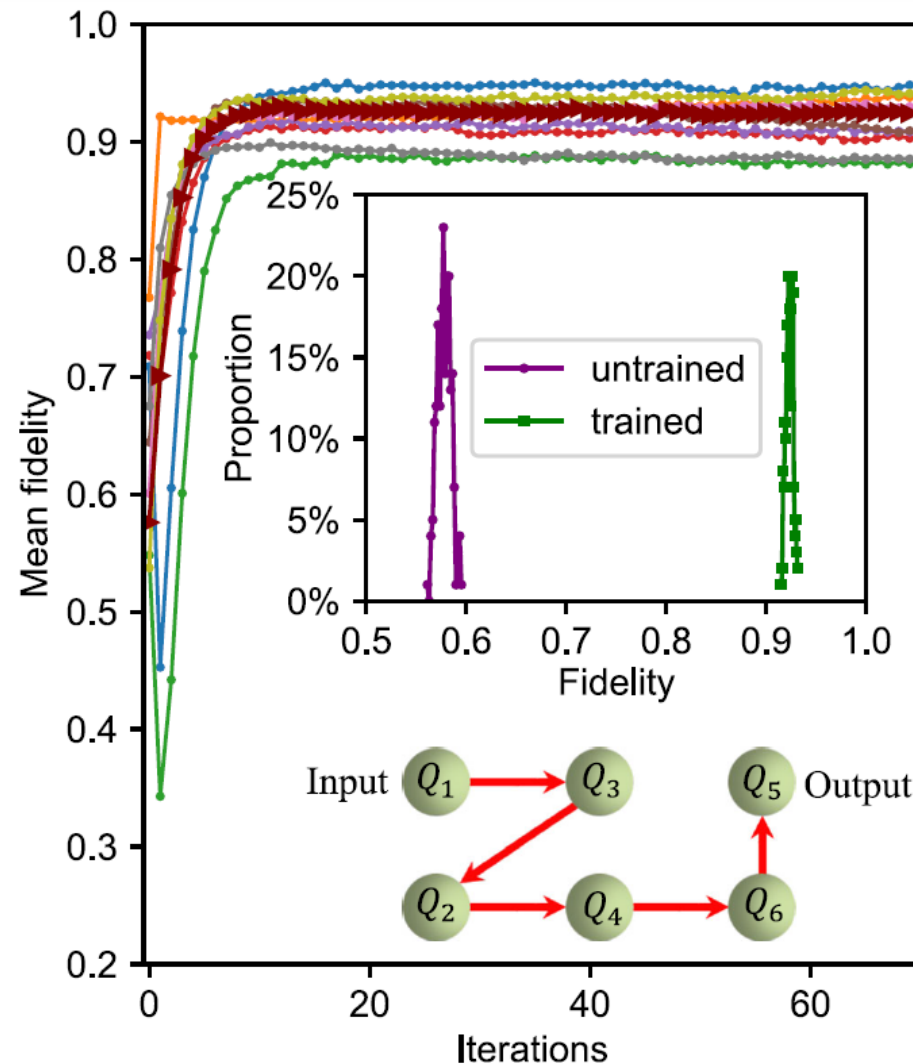 1.0
0.9
0.8
0.7
0.6
0.5
0.4
0.3
0.2
Mean fidelity
25%
20%
15%
10%
5%
0%
Proportion
untrained
trained
0.5 0.6 0.7 0.8 0.9 1.0
Fidelity
Input Q1 Q3 Q5 Output
Q2 Q4 Q6
0 20 40 60
Iterations